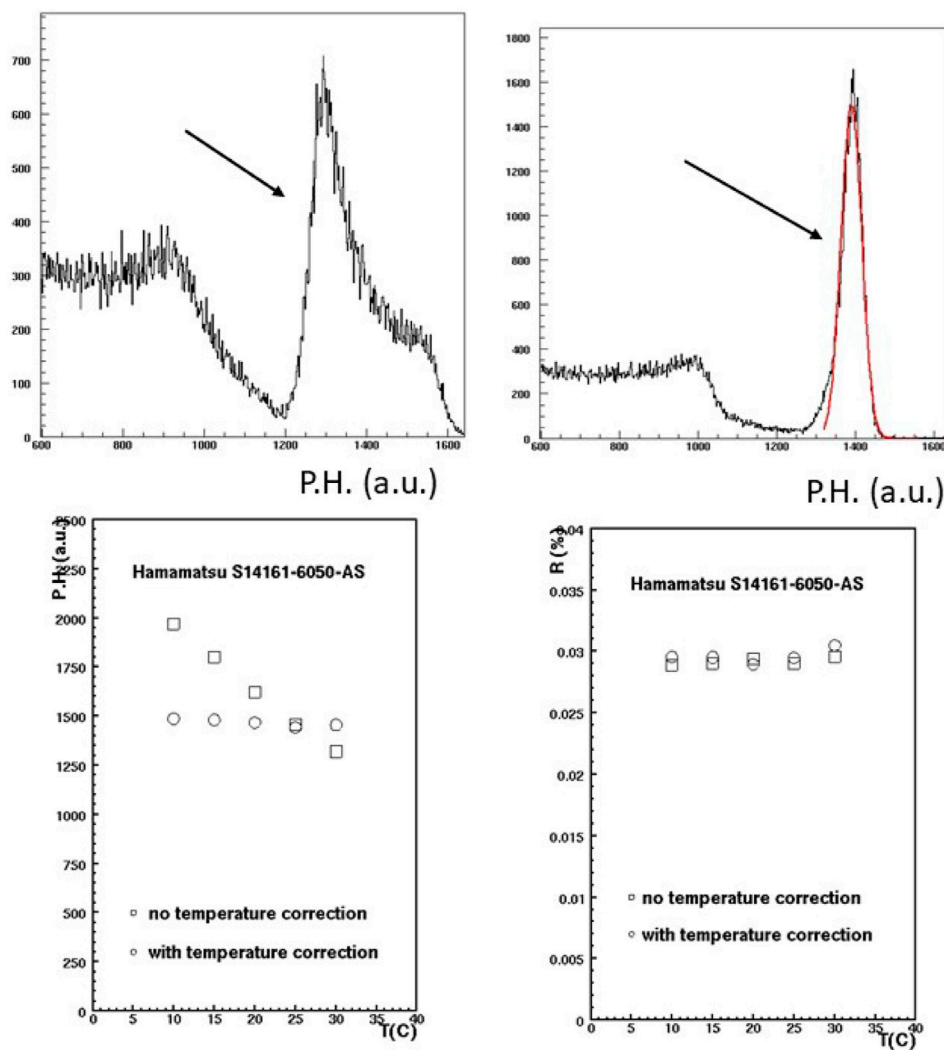 700
600
500
400
300
200
100
0
600 800 1000 1200 1400 1600
P.H. (a.u.)
1800
1600
1400
1200
1000
800
600
400
200
0
600 800 1000 1200 1400 1600
P.H. (a.u.)
P.H. (a.u.)
2500
2250
2000
1750
1500
1250
1000
750
500
250
0
Hamamatsu S14161-6050-AS
no temperature correction
with temperature correction
0 5 10 15 20 25 30 35 40
T(C)
R (%)
0.04
0.035
0.03
0.025
0.02
0.015
0.01
0.005
0
Hamamatsu S14161-6050-AS
no temperature correction
with temperature correction
0 5 10 15 20 25 30 35 40
T(C)